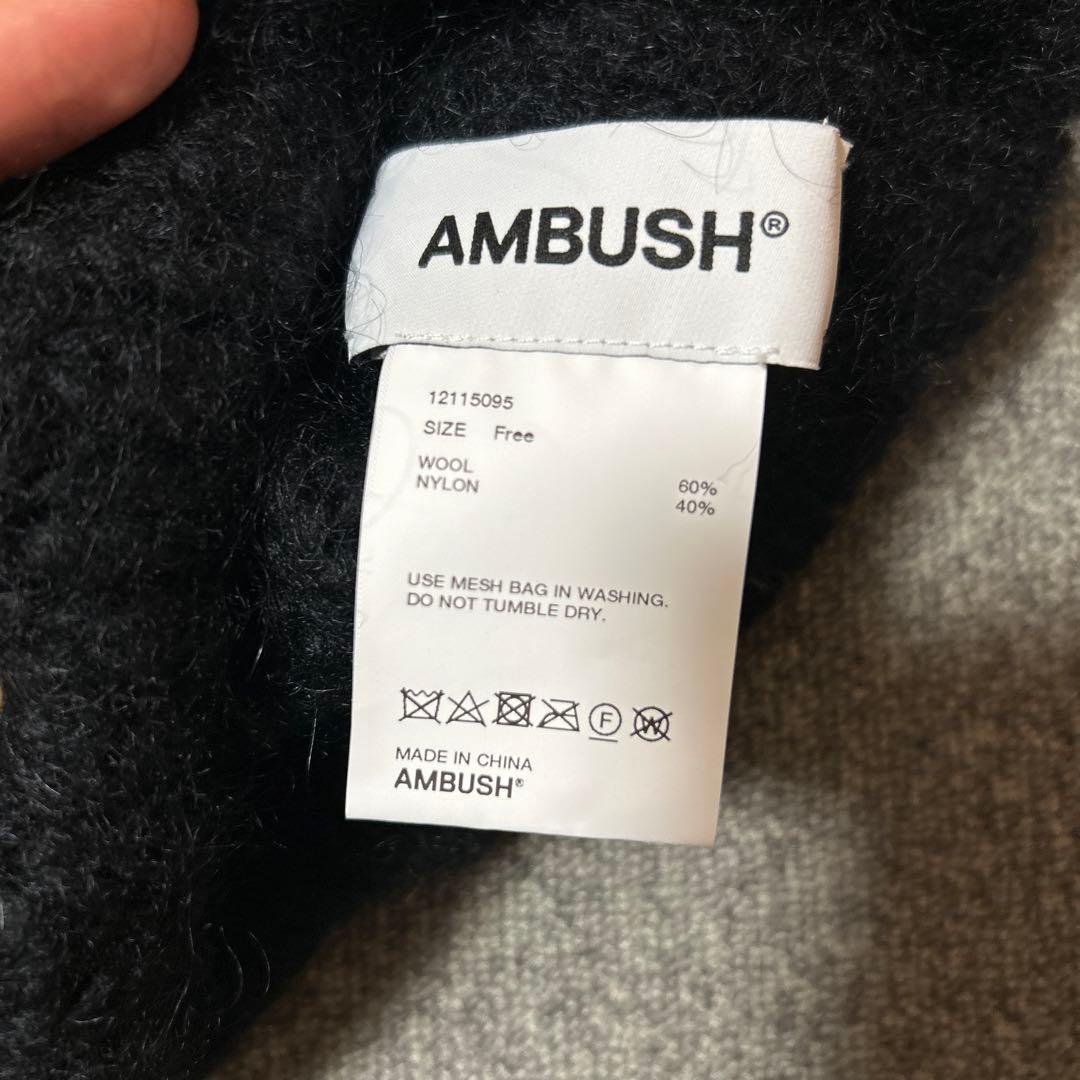 AMBUSH®
12115095
SIZE Free
WOOL 60%
NYLON 40%
USE MESH BAG IN WASHING.
DO NOT TUMBLE DRY.
F W
MADE IN CHINA
AMBUSH®